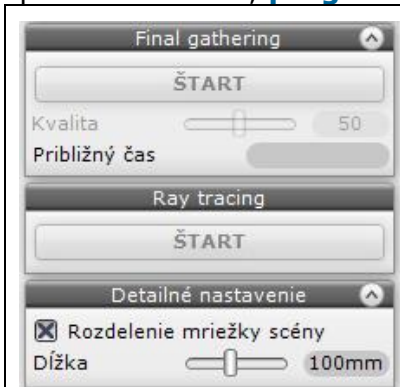 Final gathering
ŠTART
Kvalita 50
Približný čas
Ray tracing
ŠTART
Detailné nastavenie
Rozdelenie mriežky scény
Dĺžka 100mm